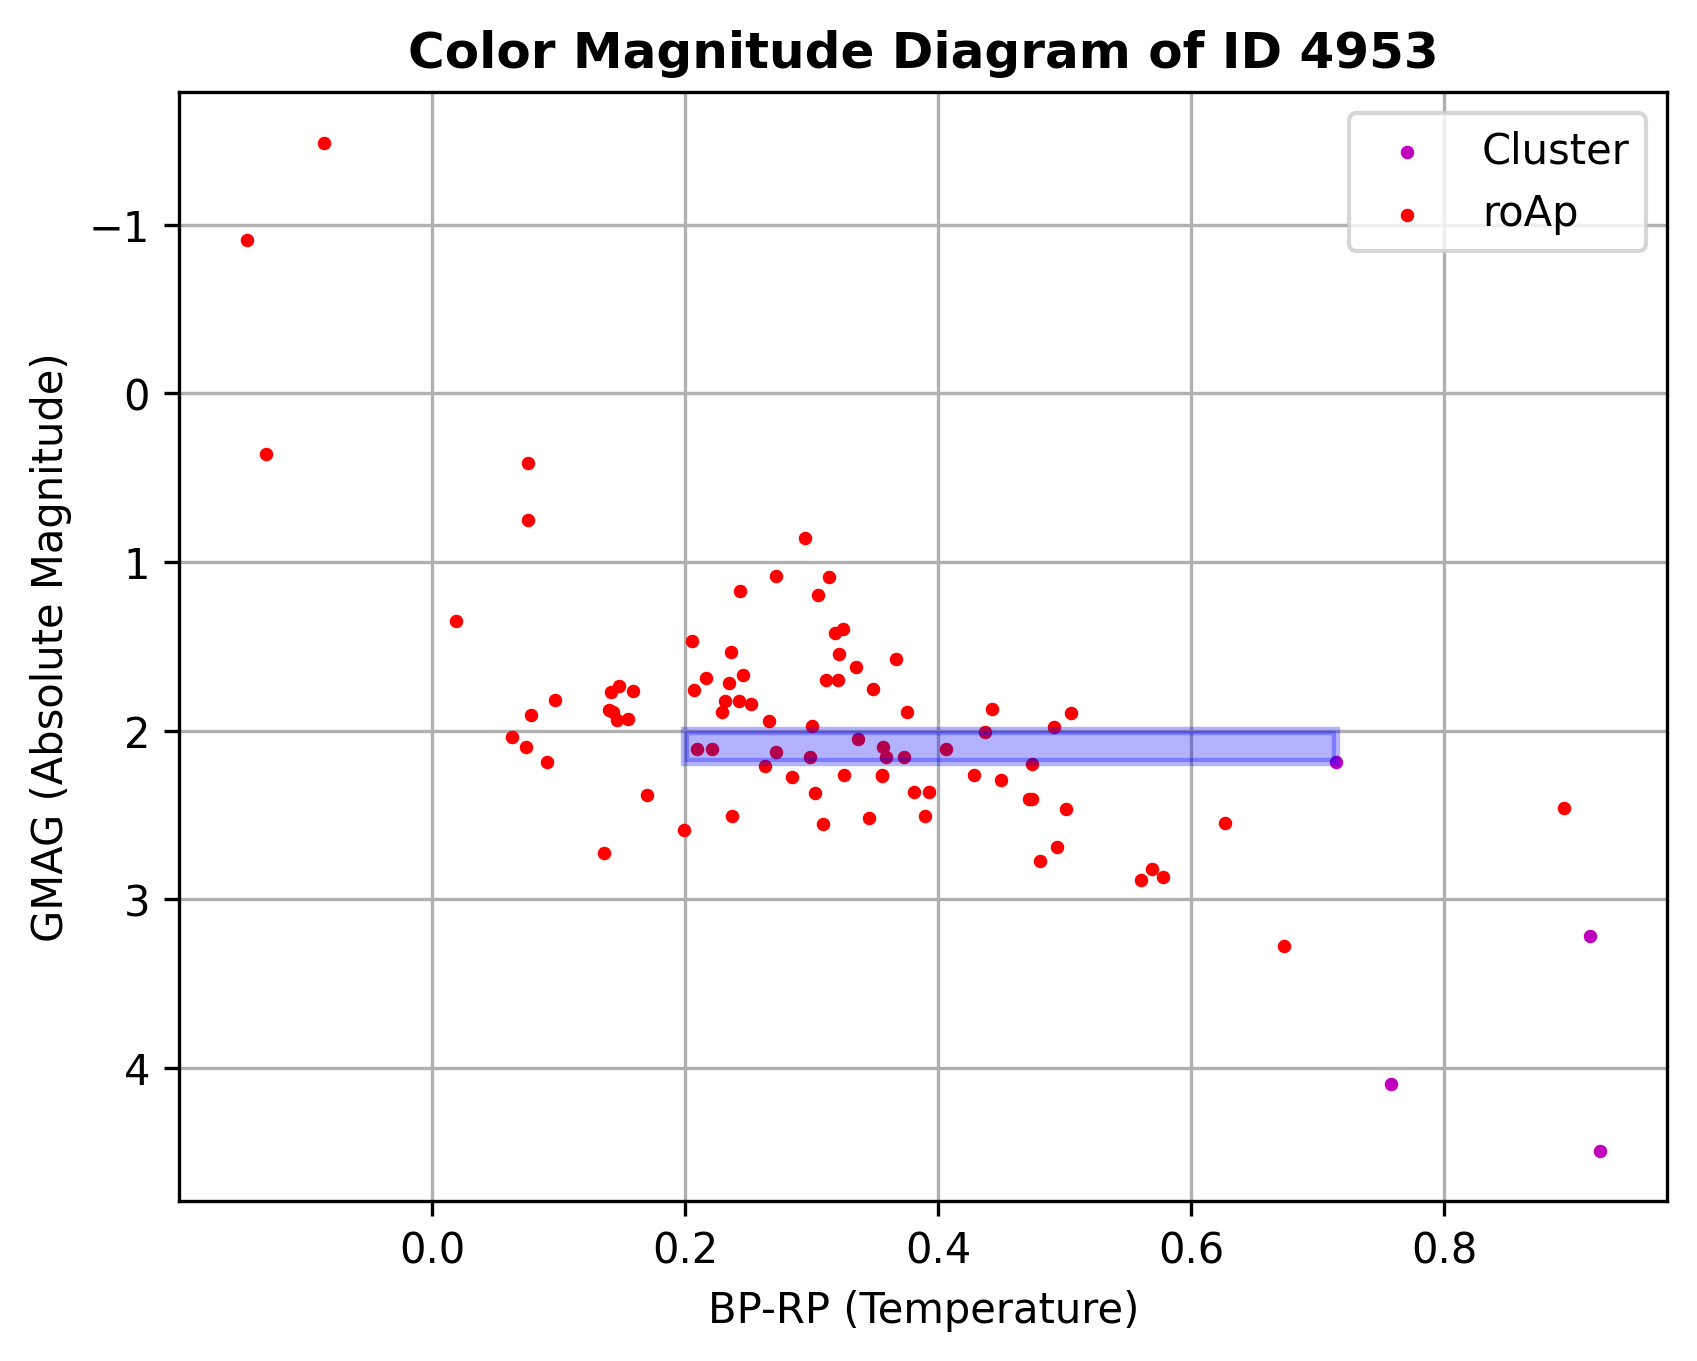 Color Magnitude Diagram of ID 4953
Cluster
roAp
GMAG (Absolute Magnitude)
−1
0
1
2
3
4
0.0 0.2 0.4 0.6 0.8
BP-RP (Temperature)